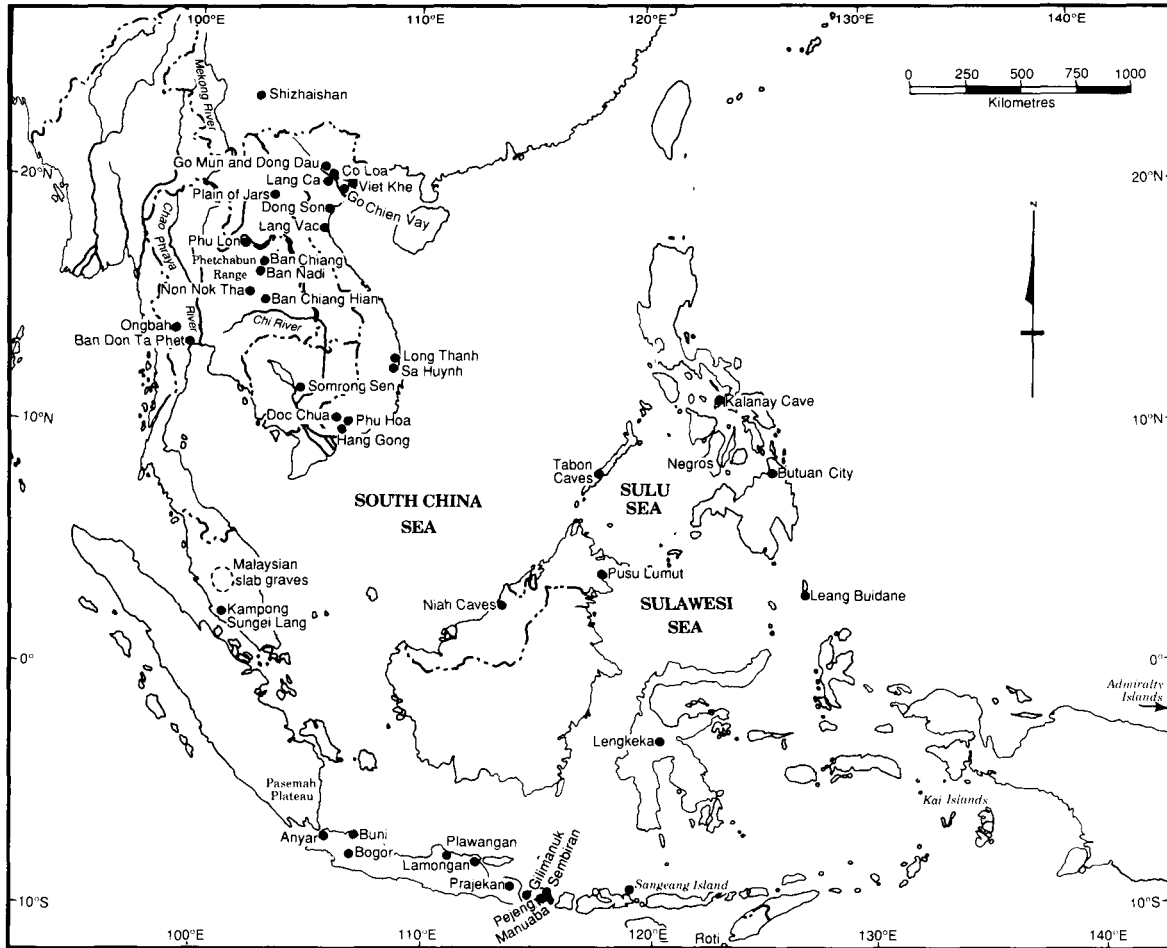 100°E
110°E
120°E
130°E
140°E
0 250 500 750 1000
Kilometres
Mekong River
Shizhaishan
20°N
20°N
Go Mun and Dong Dau
Co Loa
Lang Ca
Viet Khe
Go Chien Vay
Plain of Jars
Dong Son
Lang Vac
Chao
Phraya
River
Phu Lon
Phetchabun
Range
Ban Chiang
Ban Nadi
Non Nok Tha
Ban Chiang Hian
Ongbah
Chi River
Ban Don Ta Phet
Long Thanh
Sa Huynh
Somrong Sen
Kalanay Cave
10°N
10°N
Doc Chua
Phu Hoa
Hang Gong
Tabon
Caves
Negros
Butuan City
SOUTH CHINA
SEA
SULU
SEA
Malaysian
slab graves
Pusu Lumut
Kampong
Sungei Lang
Niah Caves
SULAWESI
SEA
Leang Buidane
0°
0°
Admiralty
Islands
Lengkeka
Pasemah
Plateau
Kai Islands
Anyar
Buni
Bogor
Plawangan
Lamongan
Prajekan
Gilimanuk
Sembiran
Pejeng
Manuaba
Sangeang Island
Roti
10°S
10°S
100°E
110°E
120°E
130°E
140°E
z